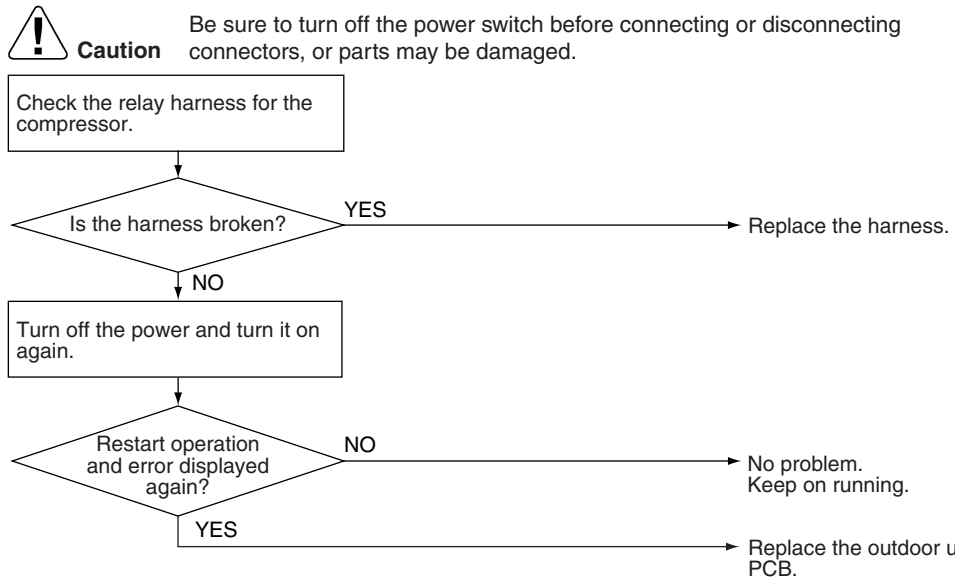 Be sure to turn off the power switch before connecting or disconnecting
Caution connectors, or parts may be damaged.
Check the relay harness for the
compressor.
Is the harness broken?
YES
Replace the harness.
NO
Turn off the power and turn it on
again.
Restart operation
and error displayed
again?
NO
No problem.
Keep on running.
YES
Replace the outdoor
PCB.